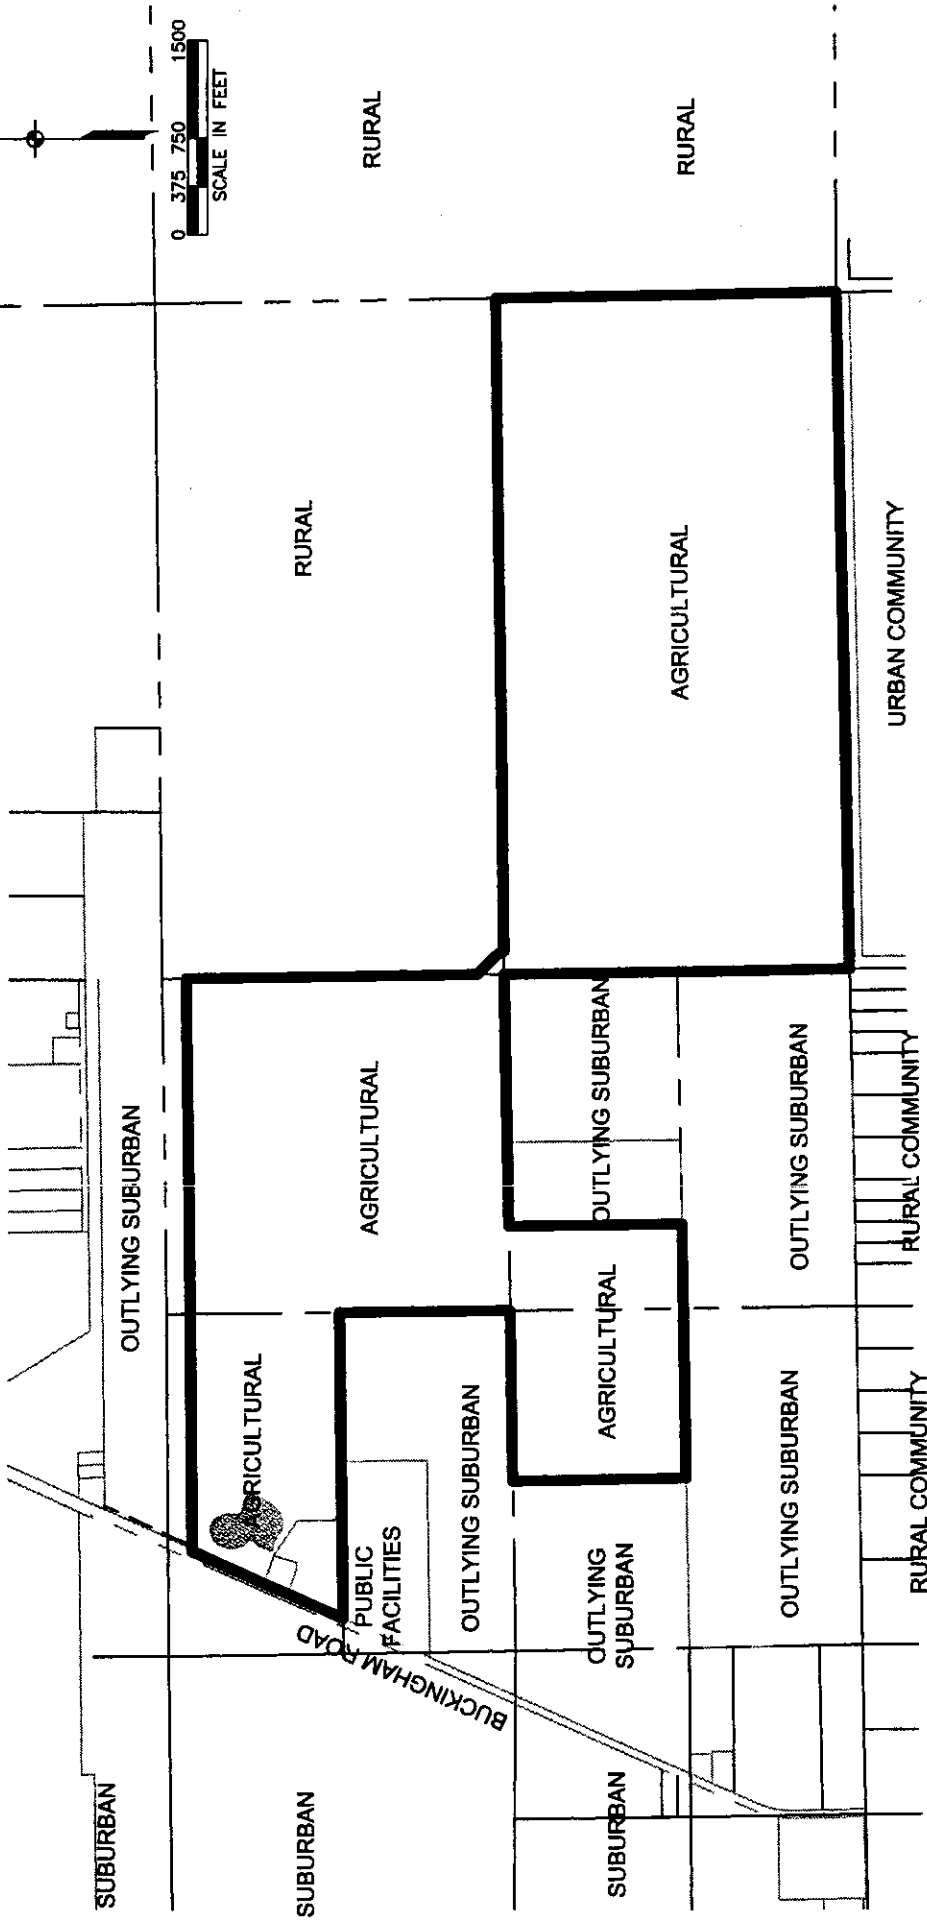 0 375 750 1500
SCALE IN FEET
RURAL
RURAL
RURAL
AGRICULTURAL
URBAN COMMUNITY
OUTLYING SUBURBAN
AGRICULTURAL
OUTLYING SUBURBAN
OUTLYING SUBURBAN
RURAL COMMUNITY
AGRICULTURAL
AGRICULTURAL
PUBLIC
FACILITIES
OUTLYING SUBURBAN
OUTLYING
SUBURBAN
OUTLYING SUBURBAN
RURAL COMMUNITY
BUCKINGHAM ROAD
SUBURBAN
SUBURBAN
SUBURBAN